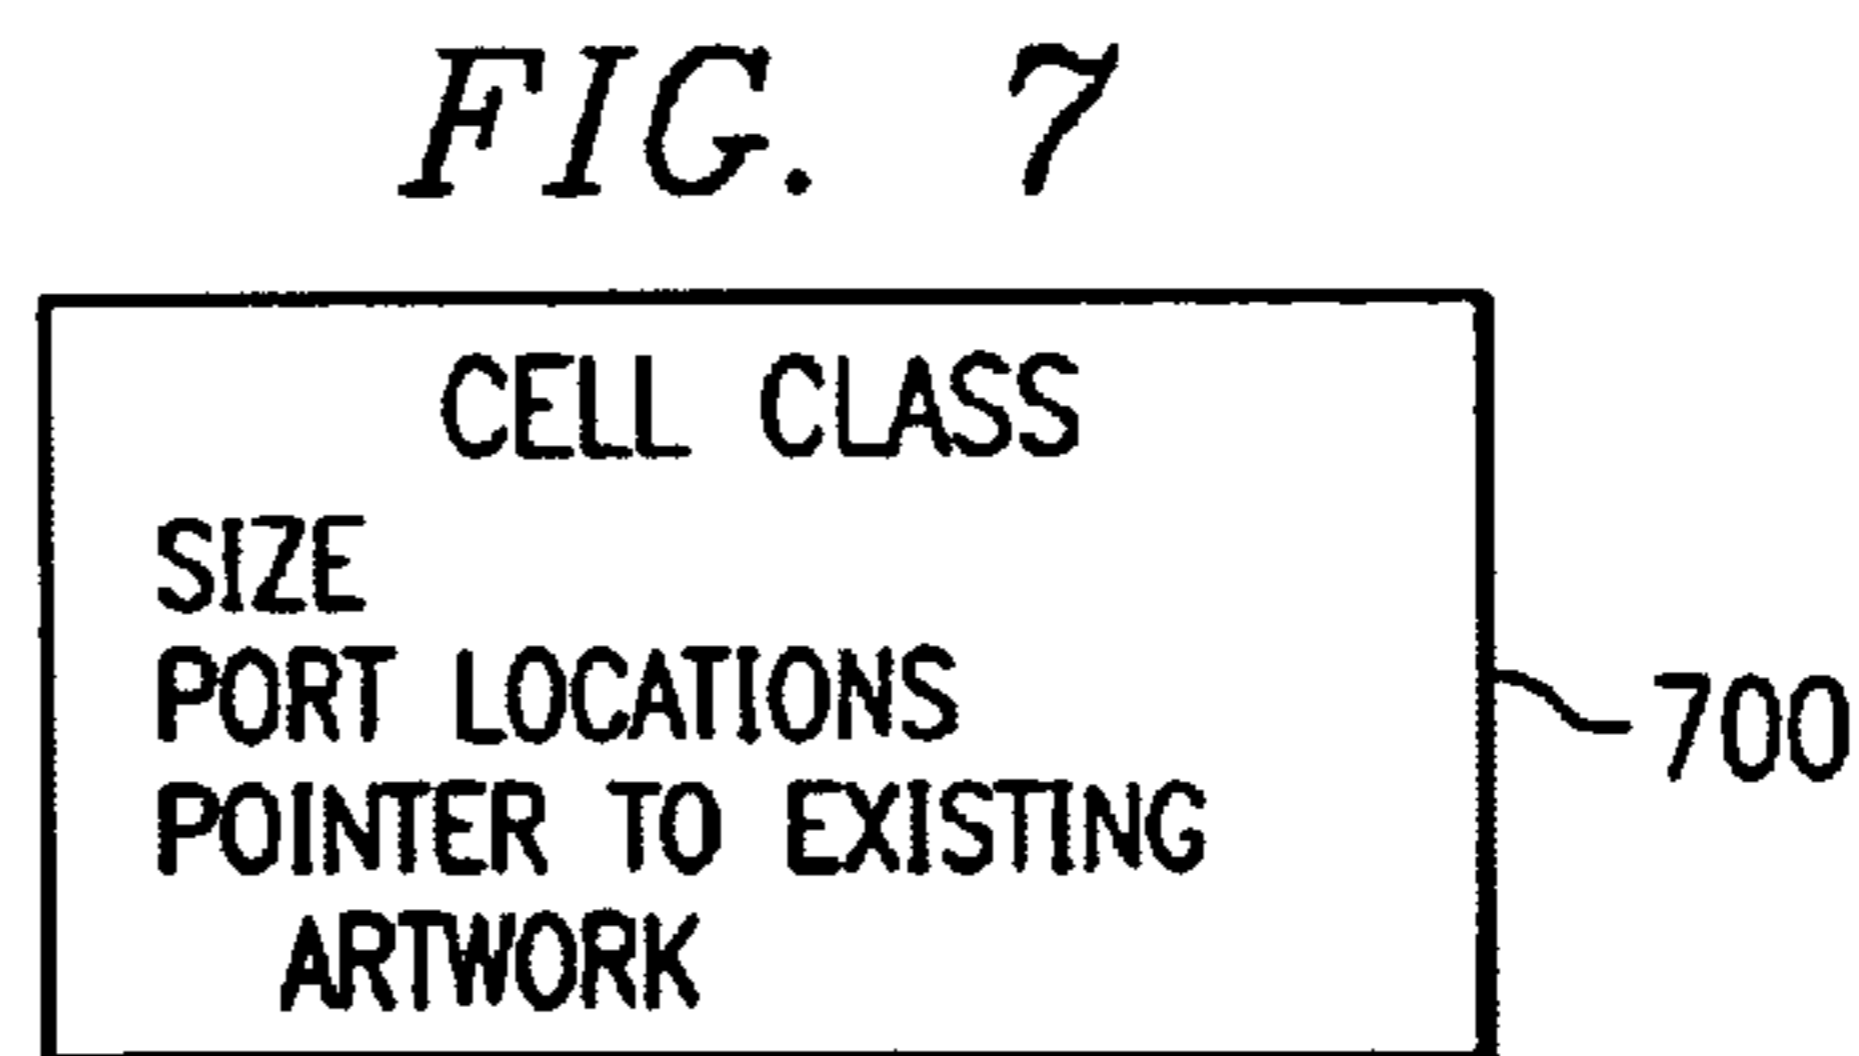 FIG. 7
CELL CLASS
SIZE
PORT LOCATIONS
700
POINTER TO EXISTING
ARTWORK